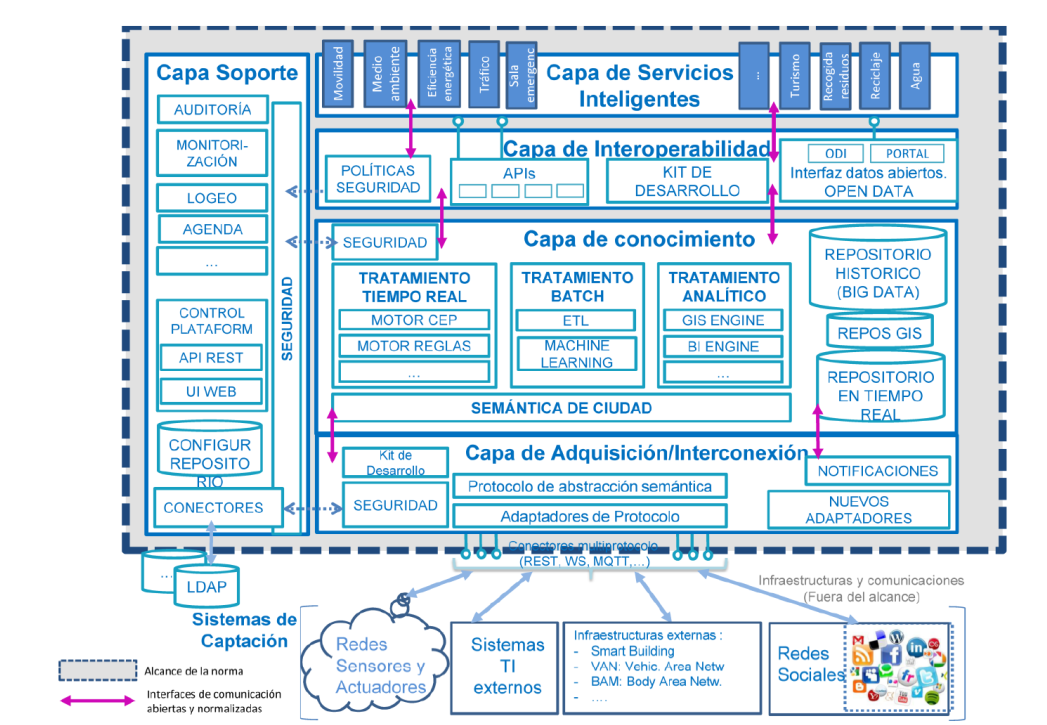 Capa Soporte
AUDITORÍA
MONITORI-
ZACIÓN
LOGEO
AGENDA
...
CONTROL
PLATAFORM
API REST
UI WEB
CONFIGUR
REPOSITO
RIO
CONECTORES
SEGURIDAD
Movilidad
Medio
ambiente
Eficiencia
energética
Tráfico
Sala
emergenc
Capa de Servicios
Inteligentes
...
Turismo
Recogida
residuos
Reciclaje
Agua
Capa de Interoperabilidad
POLÍTICAS
SEGURIDAD
APIs
KIT DE
DESARROLLO
ODI
PORTAL
Interfaz datos abiertos.
OPEN DATA
Capa de conocimiento
SEGURIDAD
TRATAMIENTO
TIEMPO REAL
MOTOR CEP
MOTOR REGLAS
...
TRATAMIENTO
BATCH
ETL
MACHINE
LEARNING
TRATAMIENTO
ANALÍTICO
GIS ENGINE
BI ENGINE
...
REPOSITORIO
HISTORICO
(BIG DATA)
REPOS GIS
REPOSITORIO
EN TIEMPO
REAL
SEMÁNTICA DE CIUDAD
Capa de Adquisición/Interconexión
Kit de
Desarrollo
SEGURIDAD
Protocolo de abstracción semántica
Adaptadores de Protocolo
NOTIFICACIONES
NUEVOS
ADAPTADORES
Conectores multiprotocolo
(REST, WS, MQTT,...)
...
LDAP
Infraestructuras y comunicaciones
(Fuera del alcance)
Sistemas de
Captación
Redes
Sensores y
Actuadores
Sistemas
TI
externos
Infraestructuras externas :
- Smart Building
- VAN: Vehic. Area Netw
- BAM: Body Area Netw.
- ....
Redes
Sociales
Alcance de la norma
Interfaces de comunicación
abiertas y normalizadas